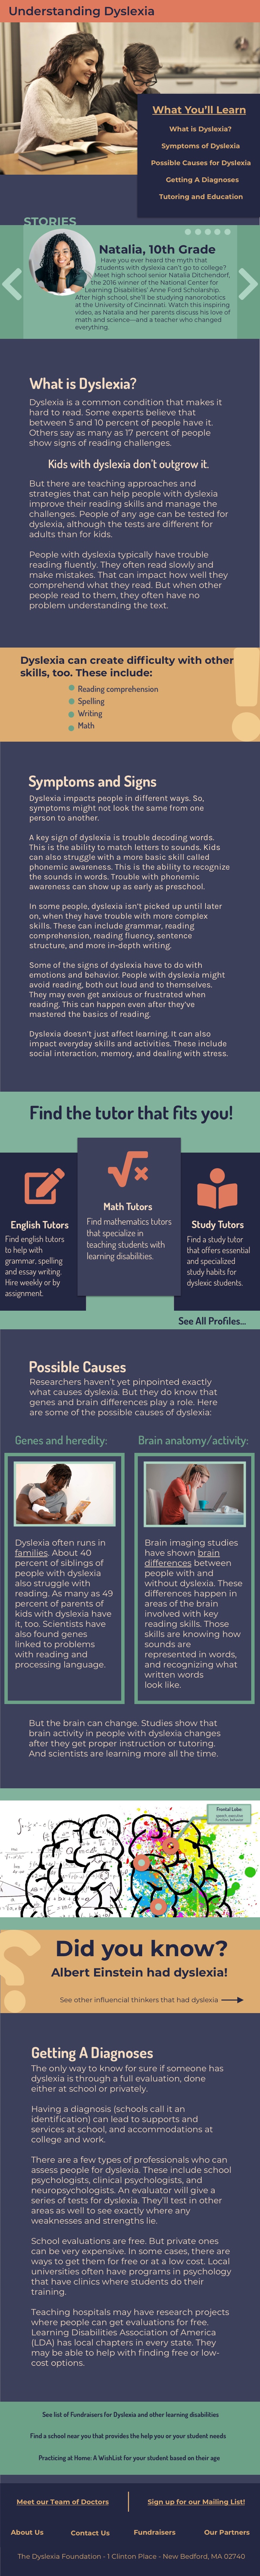 Understanding Dyslexia
What You'll Learn
What is Dyslexia?
Symptoms of Dyslexia
Possible Causes for Dyslexia
Getting A Diagnoses
Tutoring and Education
STORIES
Natalia, 10th Grade
Have you ever heard the myth that
students with dyslexia can't go to college?
Meet high school senior Natalia Ditchendorf,
the 2016 winner of the National Center for
Learning Disabilities' Anne Ford Scholarship.
After high school, she'll be studying nanorobotics
at the University of Cincinnati. Watch this inspiring
video, as Natalia and her parents discuss his love of
math and science—and a teacher who changed
everything.
What is Dyslexia?
Dyslexia is a common condition that makes it
hard to read. Some experts believe that
between 5 and 10 percent of people have it.
Others say as many as 17 percent of people
show signs of reading challenges.
Kids with dyslexia don't outgrow it.
But there are teaching approaches and
strategies that can help people with dyslexia
improve their reading skills and manage the
challenges. People of any age can be tested for
dyslexia, although the tests are different for
adults than for kids.
People with dyslexia typically have trouble
reading fluently. They often read slowly and
make mistakes. That can impact how well they
comprehend what they read. But when other
people read to them, they often have no
problem understanding the text.
Dyslexia can create difficulty with other
skills, too. These include:
Reading comprehension
Spelling
Writing
Math
Symptoms and Signs
Dyslexia impacts people in different ways. So,
symptoms might not look the same from one
person to another.
A key sign of dyslexia is trouble decoding words.
This is the ability to match letters to sounds. Kids
can also struggle with a more basic skill called
phonemic awareness. This is the ability to recognize
the sounds in words. Trouble with phonemic
awareness can show up as early as preschool.
In some people, dyslexia isn't picked up until later
on, when they have trouble with more complex
skills. These can include grammar, reading
comprehension, reading fluency, sentence
structure, and more in-depth writing.
Some of the signs of dyslexia have to do with
emotions and behavior. People with dyslexia might
avoid reading, both out loud and to themselves.
They may even get anxious or frustrated when
reading. This can happen even after they've
mastered the basics of reading.
Dyslexia doesn't just affect learning. It can also
impact everyday skills and activities. These include
social interaction, memory, and dealing with stress.
Find the tutor that fits you!
English Tutors
Find english tutors
to help with
grammar, spelling
and essay writing.
Hire weekly or by
assignment.
Math Tutors
Find mathematics tutors
that specialize in
teaching students with
learning disabilities.
Study Tutors
Find a study tutor
that offers essential
and specialized
study habits for
dyslexic students.
See All Profiles...
Possible Causes
Researchers haven't yet pinpointed exactly
what causes dyslexia. But they do know that
genes and brain differences play a role. Here
are some of the possible causes of dyslexia:
Genes and heredity:
Dyslexia often runs in
families. About 40
percent of siblings of
people with dyslexia
also struggle with
reading. As many as 49
percent of parents of
kids with dyslexia have
it, too. Scientists have
also found genes
linked to problems
with reading and
processing language.
Brain anatomy/activity:
Brain imaging studies
have shown brain
differences between
people with and
without dyslexia. These
differences happen in
areas of the brain
involved with key
reading skills. Those
skills are knowing how
sounds are
represented in words,
and recognizing what
written words
look like.
But the brain can change. Studies show that
brain activity in people with dyslexia changes
after they get proper instruction or tutoring.
And scientists are learning more all the time.
Frontal Lobe:
speech, executive
function, behavior
Did you know?
Albert Einstein had dyslexia!
See other influencial thinkers that had dyslexia
Getting A Diagnoses
The only way to know for sure if someone has
dyslexia is through a full evaluation, done
either at school or privately.
Having a diagnosis (schools call it an
identification) can lead to supports and
services at school, and accommodations at
college and work.
There are a few types of professionals who can
assess people for dyslexia. These include school
psychologists, clinical psychologists, and
neuropsychologists. An evaluator will give a
series of tests for dyslexia. They'll test in other
areas as well to see exactly where any
weaknesses and strengths lie.
School evaluations are free. But private ones
can be very expensive. In some cases, there are
ways to get them for free or at a low cost. Local
universities often have programs in psychology
that have clinics where students do their
training.
Teaching hospitals may have research projects
where people can get evaluations for free.
Learning Disabilities Association of America
(LDA) has local chapters in every state. They
may be able to help with finding free or low-
cost options.
See list of Fundraisers for Dyslexia and other learning disabilities
Find a school near you that provides the help you or your student needs
Practicing at Home: A WishList for your student based on their age
Meet our Team of Doctors
Sign up for our Mailing List!
About Us
Contact Us
Fundraisers
Our Partners
The Dyslexia Foundation - 1 Clinton Place - New Bedford, MA 02740